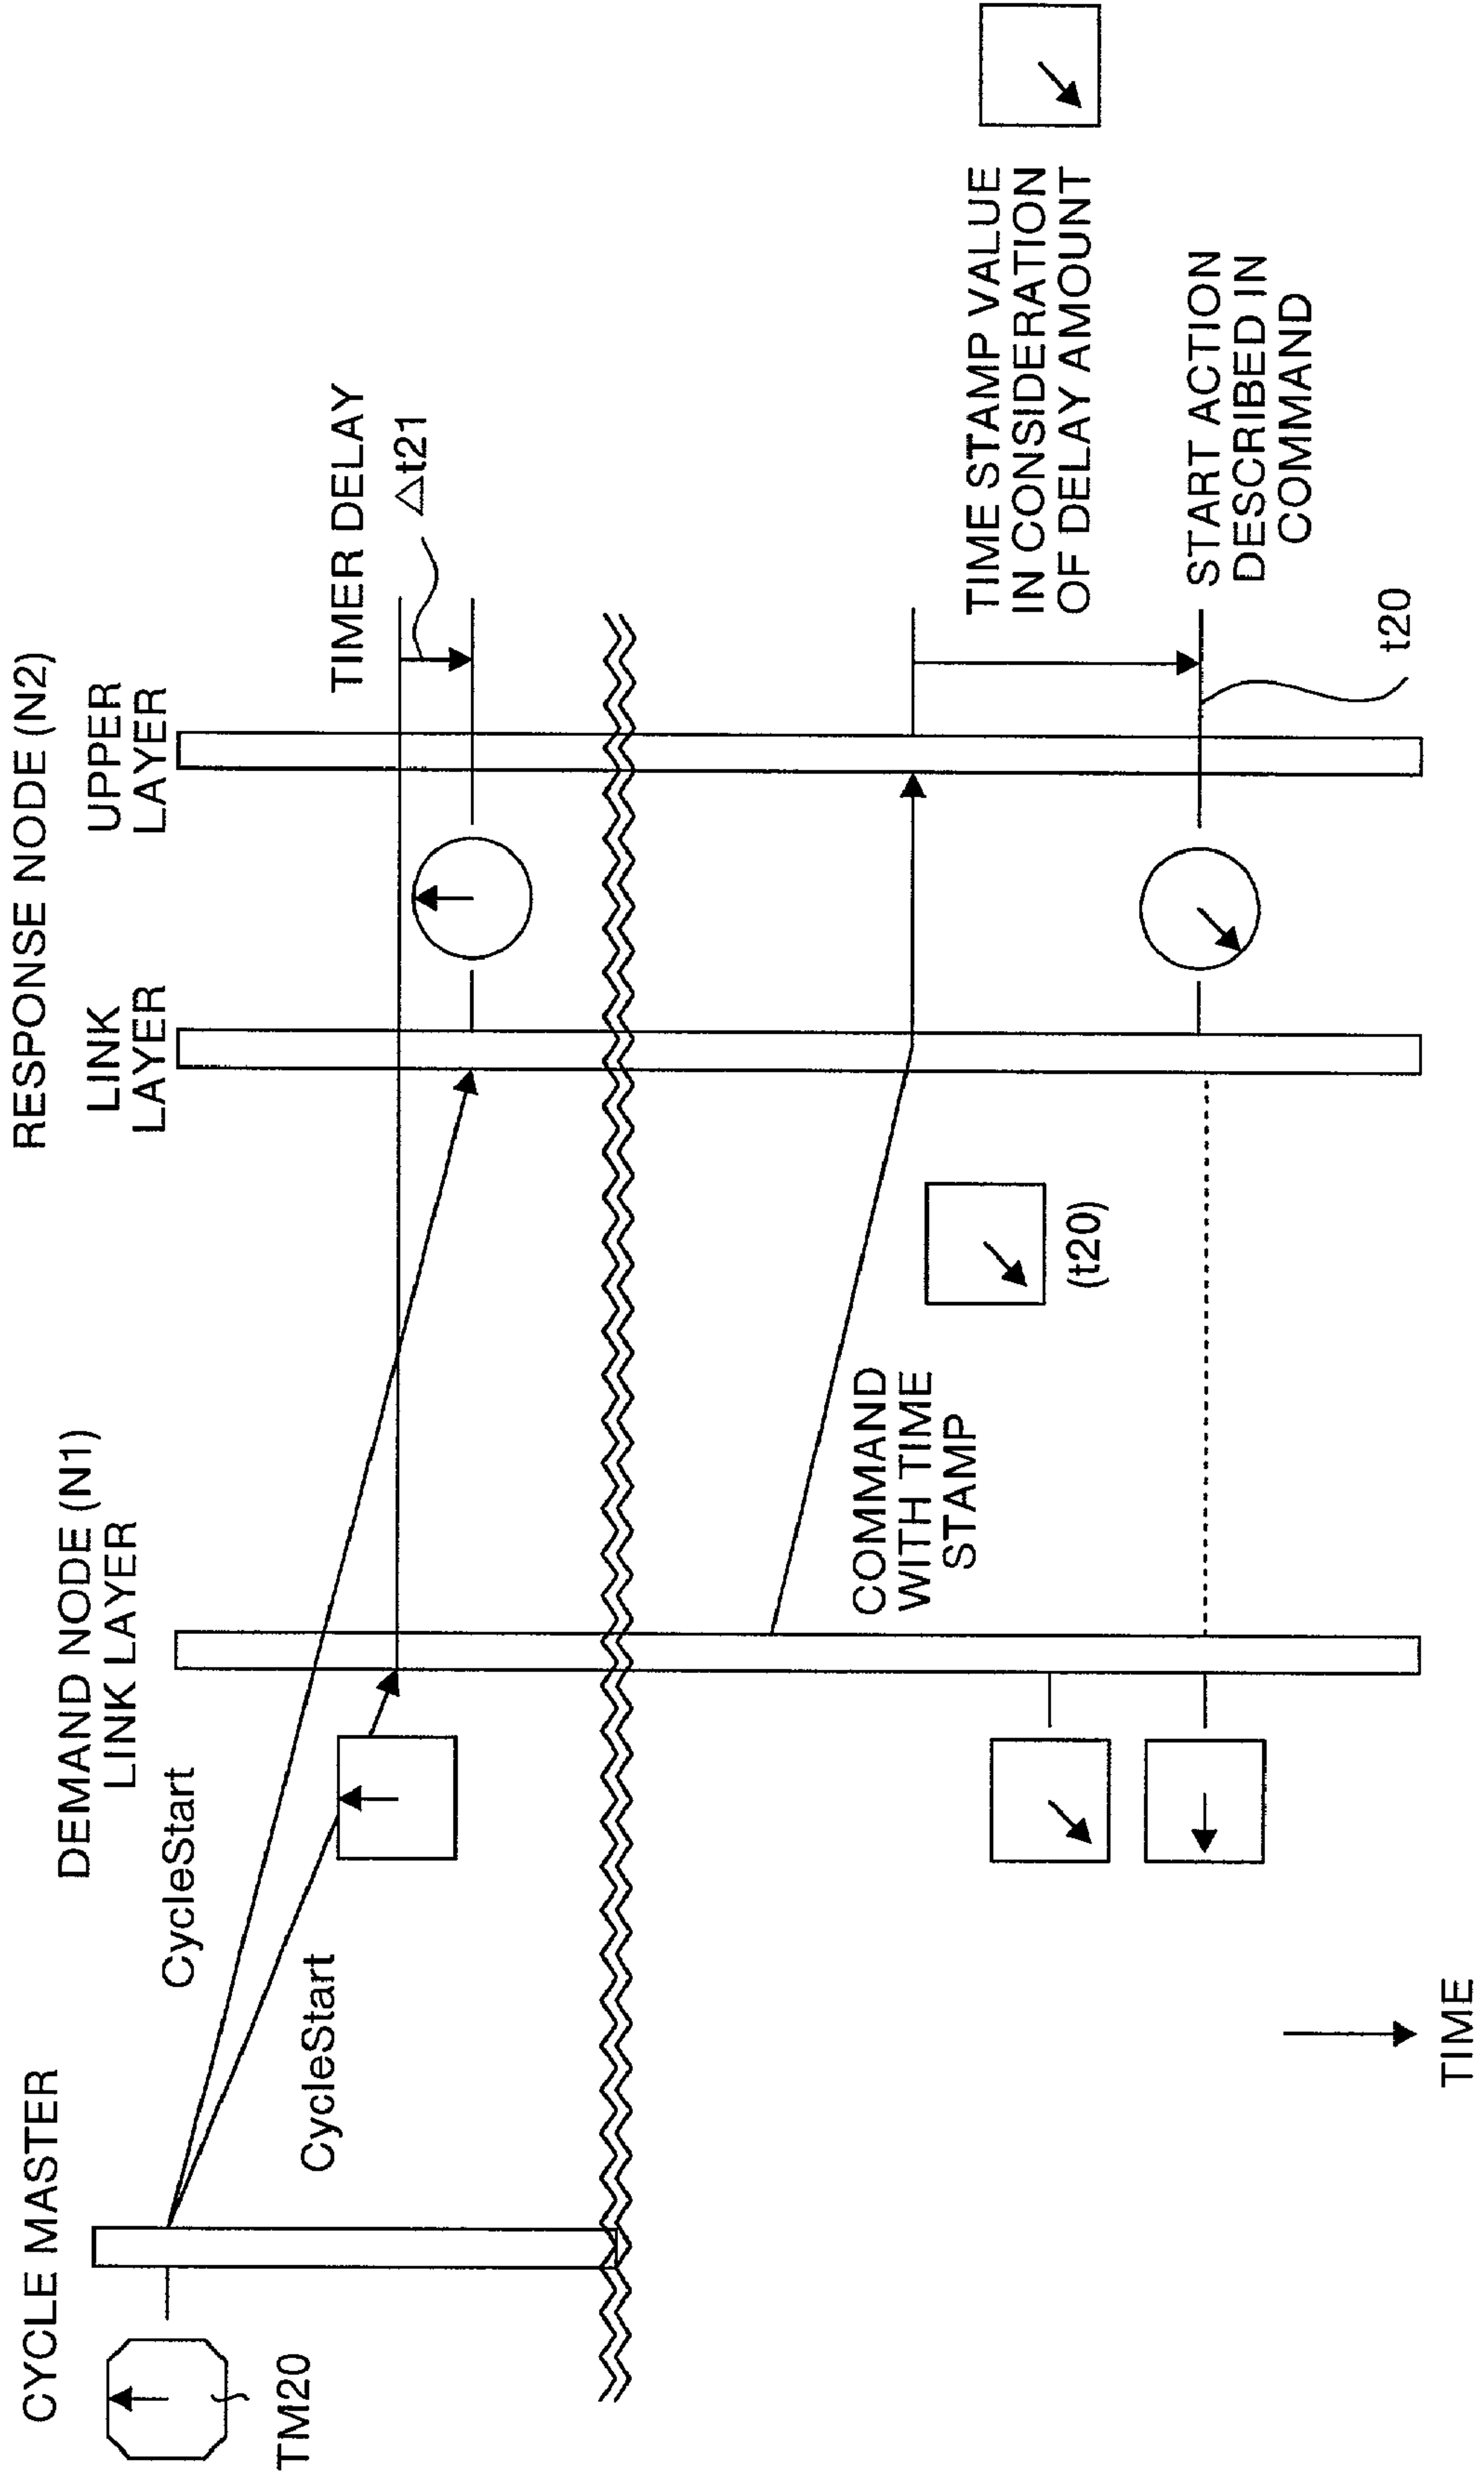 CYCLE MASTER
TM20
CycleStart
CycleStart
DEMAND NODE (N1)
LINK LAYER
RESPONSE NODE (N2)
LINK
LAYER
UPPER
LAYER
TIMER DELAY
△t21
COMMAND
WITH TIME
STAMP
(t20)
TIME STAMP VALUE
IN CONSIDERATION
OF DELAY AMOUNT
START ACTION
DESCRIBED IN
COMMAND
t20
TIME